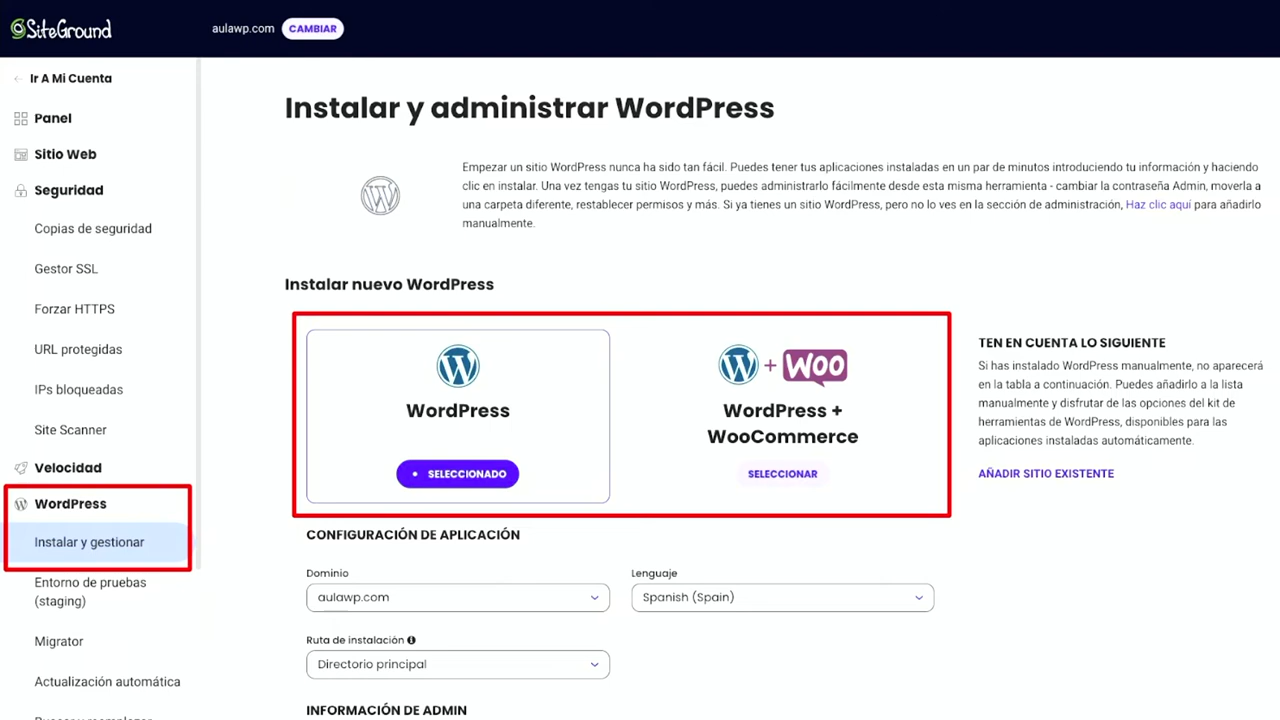 SiteGround
aulawp.com CAMBIAR
Ir A Mi Cuenta
Panel
Sitio Web
Seguridad
Copias de seguridad
Gestor SSL
Forzar HTTPS
URL protegidas
IPs bloqueadas
Site Scanner
Velocidad
WordPress
Instalar y gestionar
Entorno de pruebas
(staging)
Migrator
Actualización automática
Instalar y administrar WordPress
Empezar un sitio WordPress nunca ha sido tan fácil. Puedes tener tus aplicaciones instaladas en un par de minutos introduciendo tu información y haciendo
clic en instalar. Una vez tengas tu sitio WordPress, puedes administrarlo fácilmente desde esta misma herramienta - cambiar la contraseña Admin, moverla a
una carpeta diferente, restablecer permisos y más. Si ya tienes un sitio WordPress, pero no lo ves en la sección de administración, Haz clic aquí para añadirlo
manualmente.
Instalar nuevo WordPress
WordPress
SELECCIONADO
+ WOO
WordPress +
WooCommerce
SELECCIONAR
TEN EN CUENTA LO SIGUIENTE
Si has instalado WordPress manualmente, no aparecerá
en la tabla a continuación. Puedes añadirlo a la lista
manualmente y disfrutar de las opciones del kit de
herramientas de WordPress, disponibles para las
aplicaciones instaladas automáticamente.
AÑADIR SITIO EXISTENTE
CONFIGURACIÓN DE APLICACIÓN
Dominio
aulawp.com
Lenguaje
Spanish (Spain)
Ruta de instalación
Directorio principal
INFORMACIÓN DE ADMIN